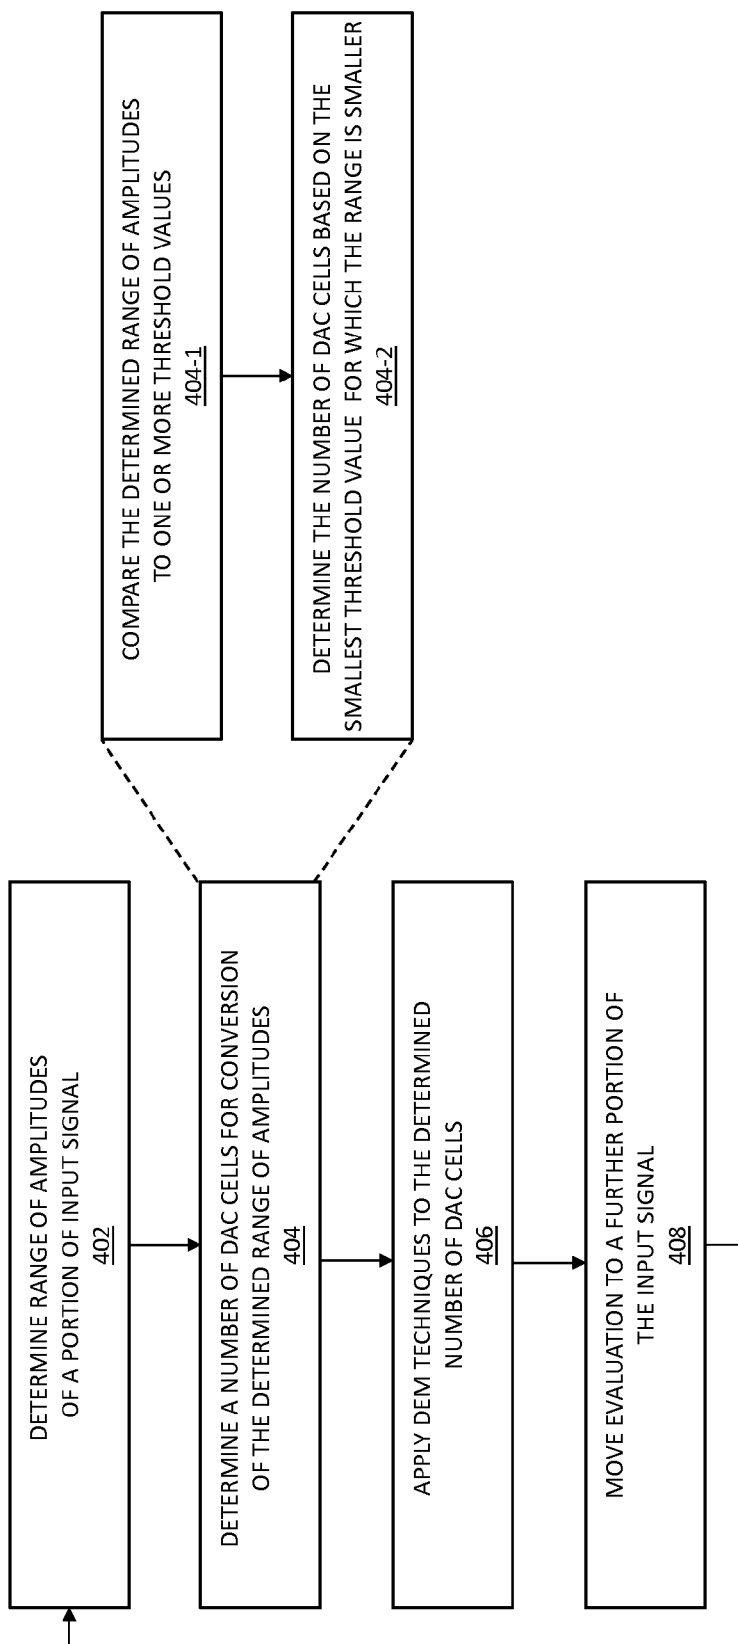 DETERMINE RANGE OF AMPLITUDES
OF A PORTION OF INPUT SIGNAL
402
DETERMINE A NUMBER OF DAC CELLS FOR CONVERSION
OF THE DETERMINED RANGE OF AMPLITUDES
404
APPLY DEM TECHNIQUES TO THE DETERMINED
NUMBER OF DAC CELLS
406
MOVE EVALUATION TO A FURTHER PORTION OF
THE INPUT SIGNAL
408
COMPARE THE DETERMINED RANGE OF AMPLITUDES
TO ONE OR MORE THRESHOLD VALUES
404-1
DETERMINE THE NUMBER OF DAC CELLS BASED ON THE
SMALLEST THRESHOLD VALUE FOR WHICH THE RANGE IS SMALLER
404-2